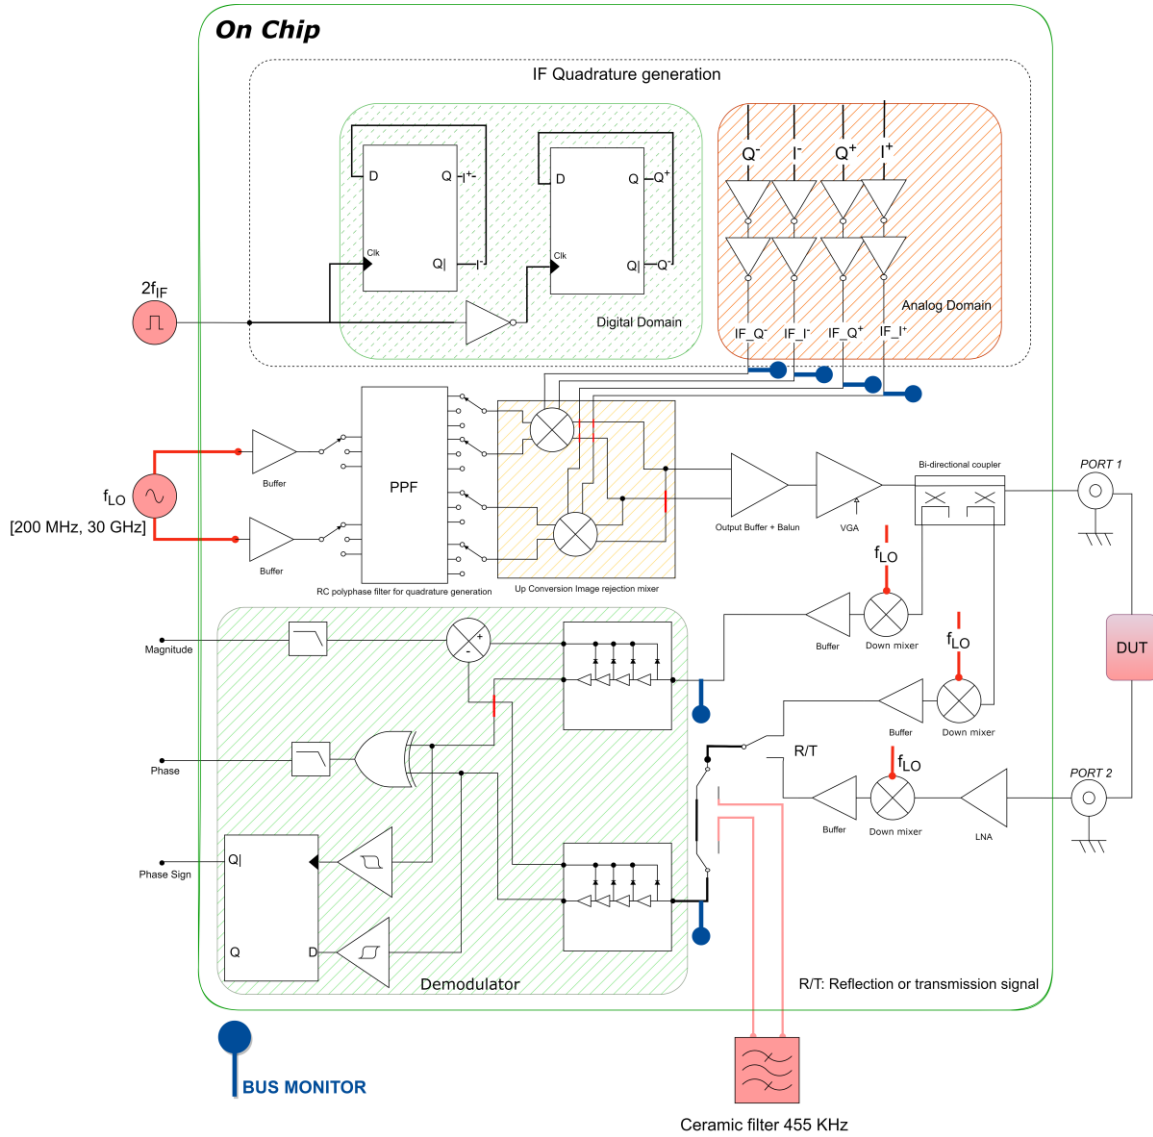 On Chip
IF Quadrature generation
Q- I- Q+ I+
D Q I+ D Q Q+
Clk Clk
Q| I- Q| Q-
2fIF
Digital Domain
Analog Domain
IF_Q- IF_I- IF_Q+ IF_I+
fLO
[200 MHz, 30 GHz]
Buffer
Buffer
PPF
RC polyphase filter for quadrature generation
Up Conversion Image rejection mixer
Output Buffer + Balun
VGA
Bi-directional coupler
PORT 1
DUT
fLO
Buffer
Down mixer
fLO
Buffer
Down mixer
R/T
fLO
Buffer
Down mixer
LNA
PORT 2
Magnitude
+
-
Phase
Phase Sign
Q|
Q D
Demodulator
R/T: Reflection or transmission signal
BUS MONITOR
Ceramic filter 455 KHz